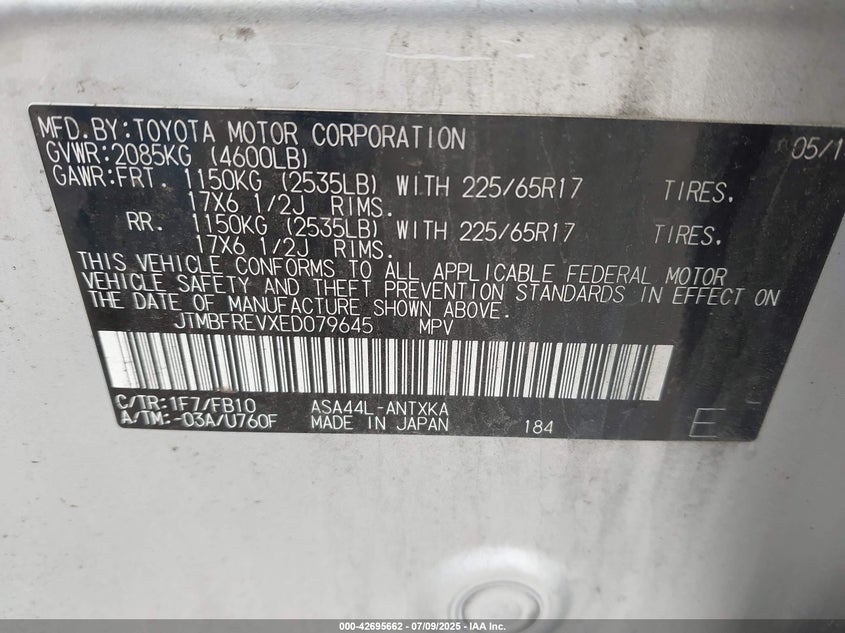 MFD.BY:TOYOTA MOTOR CORPORATION 05/1
GVWR:2085KG (4600LB)
GAWR:FRT. 1150KG (2535LB) WITH 225/65R17 TIRES.
17X6 1/2J RIMS.
RR. 1150KG (2535LB) WITH 225/65R17 TIRES.
17X6 1/2J RIMS.
THIS VEHICLE CONFORMS TO ALL APPLICABLE FEDERAL MOTOR
VEHICLE SAFETY AND THEFT PREVENTION STANDARDS IN EFFECT ON
THE DATE OF MANUFACTURE SHOWN ABOVE.
JTMBFREVXED079645 MPV
C/TR:1F7/FB10 ASA44L-ANTXKA
A/TM:-03A/U760F MADE IN JAPAN 184 E
000-42695662 / 07/09/2025 - IAA Inc.